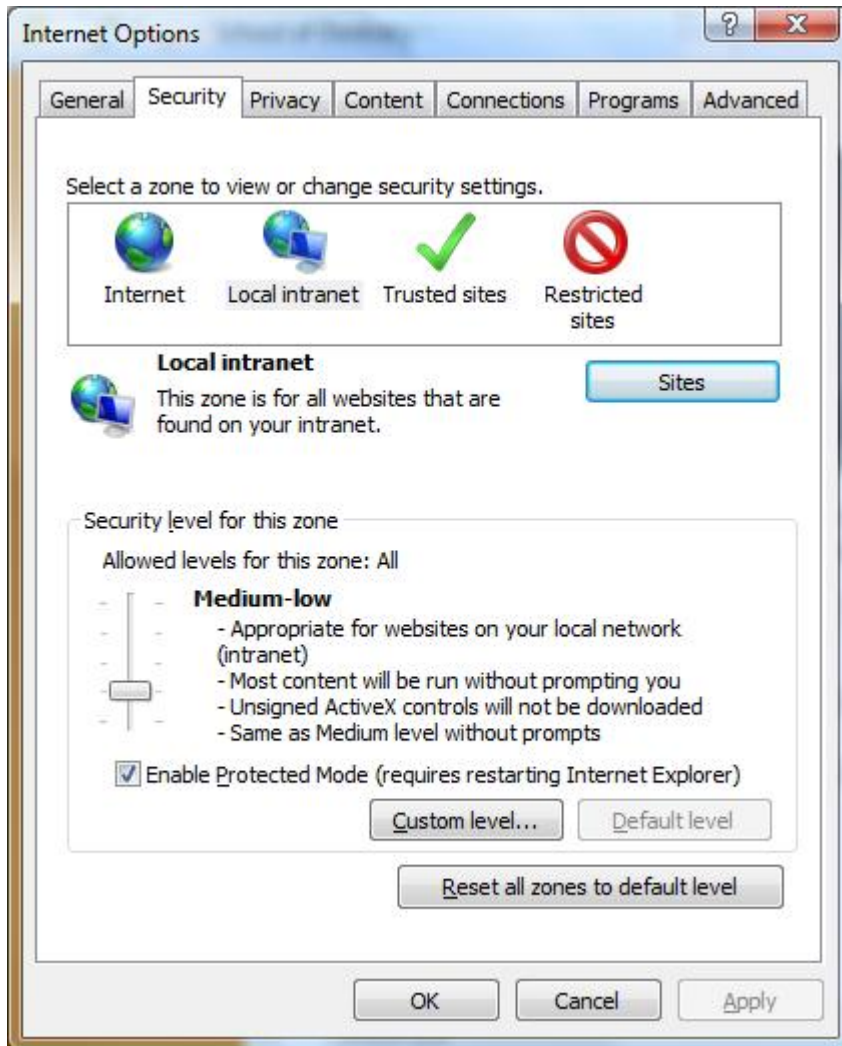 Internet Options
General Security Privacy Content Connections Programs Advanced
Select a zone to view or change security settings.
Internet Local intranet Trusted sites Restricted
sites
Local intranet
Sites
This zone is for all websites that are
found on your intranet.
Security level for this zone
Allowed levels for this zone: All
Medium-low
- Appropriate for websites on your local network
(intranet)
- Most content will be run without prompting you
- Unsigned ActiveX controls will not be downloaded
- Same as Medium level without prompts
Enable Protected Mode (requires restarting Internet Explorer)
Custom level... Default level
Reset all zones to default level
OK Cancel Apply